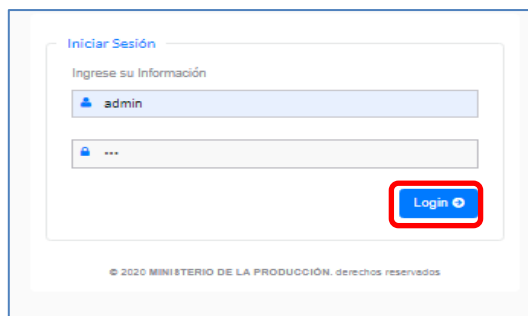 Iniciar Sesión
Ingrese su Información
admin
---
Login
© 2020 MINISTERIO DE LA PRODUCCIÓN. derechos reservados